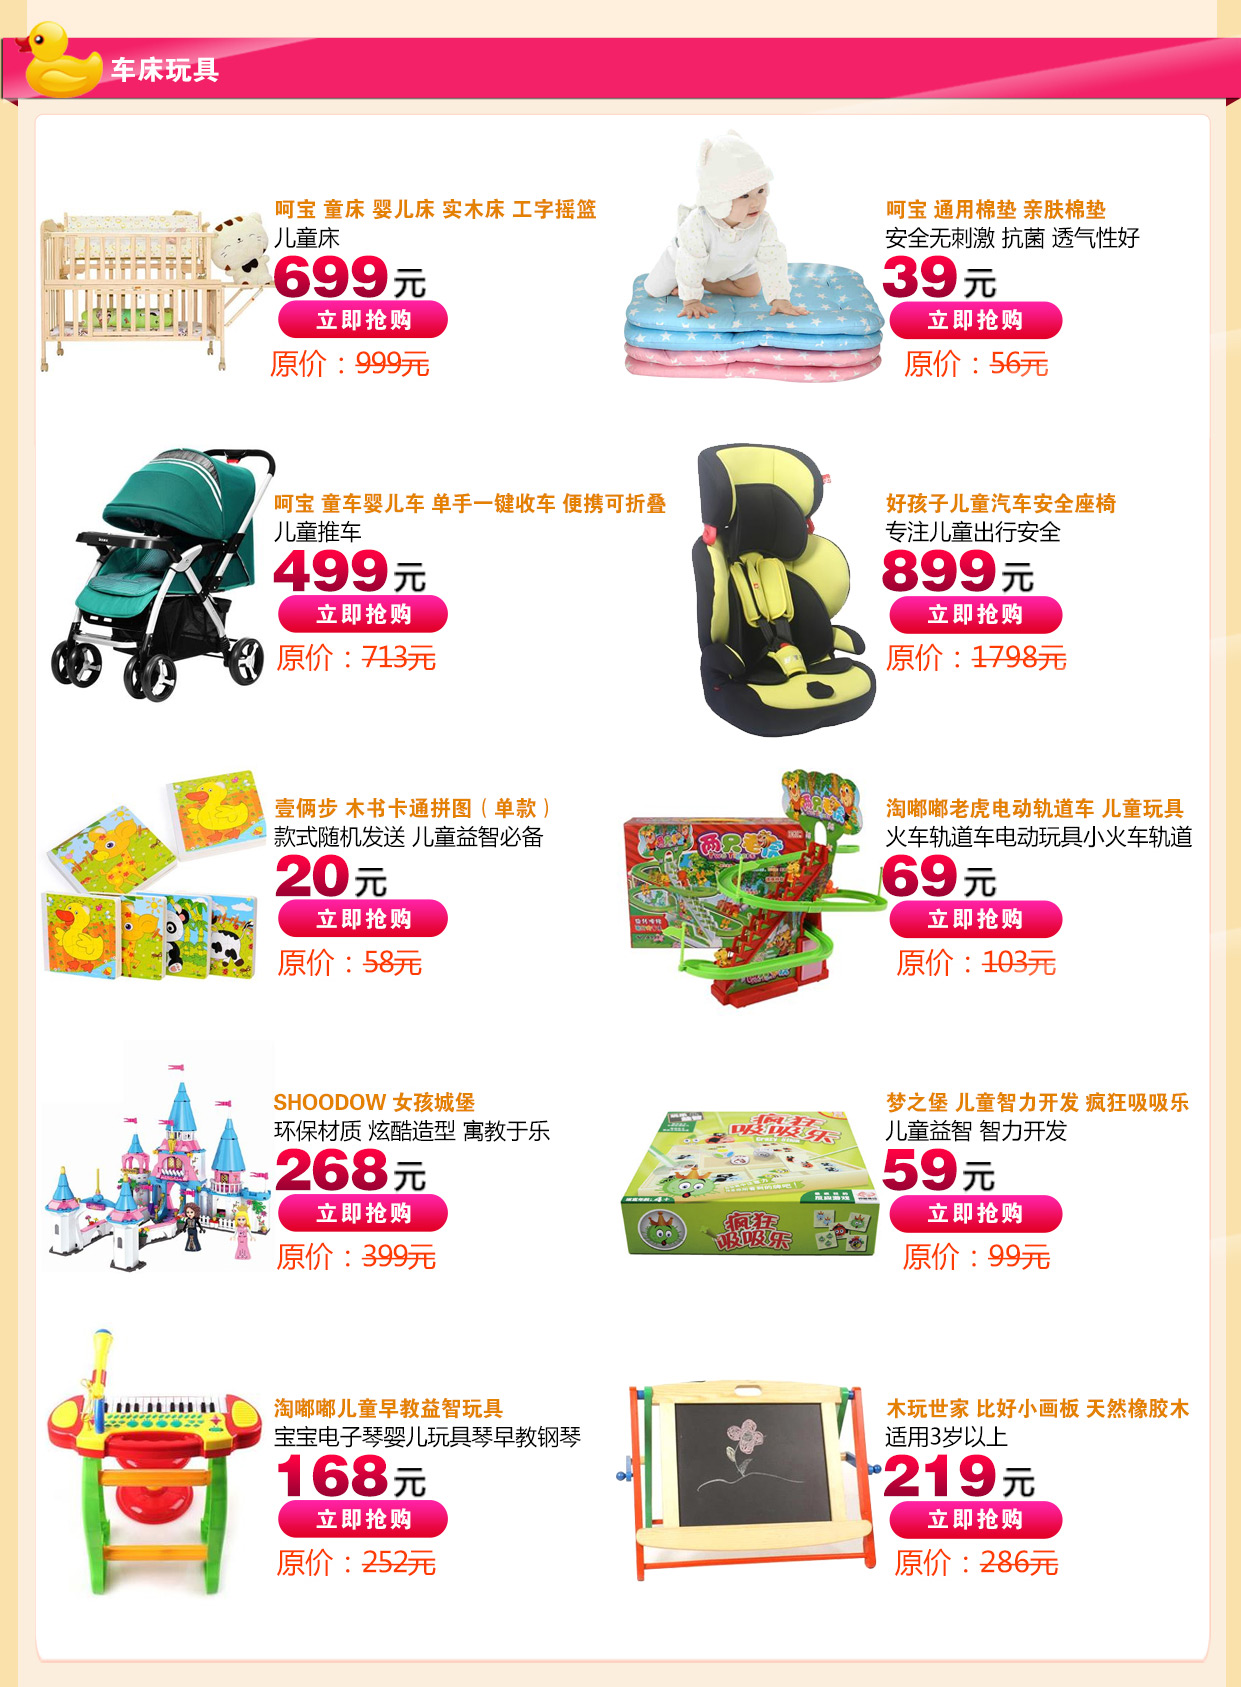 车床玩具
呵宝 童床 婴儿床 实木床 工字摇篮
儿童床
699元
立即抢购
原价：999元
呵宝 通用棉垫 亲肤棉垫
安全无刺激 抗菌 透气性好
39元
立即抢购
原价：56元
呵宝 童车婴儿车 单手一键收车 便携可折叠
儿童推车
499元
立即抢购
原价：713元
好孩子儿童汽车安全座椅
专注儿童出行安全
899元
立即抢购
原价：1798元
壹俩步 木书卡通拼图（单款）
款式随机发送 儿童益智必备
20元
立即抢购
原价：58元
两只老虎
淘嘟嘟老虎电动轨道车 儿童玩具
火车轨道车电动玩具小火车轨道
69元
立即抢购
原价：103元
SHOODOW 女孩城堡
环保材质 炫酷造型 寓教于乐
268元
立即抢购
原价：399元
疯狂
吸吸乐
疯狂
吸吸乐
梦之堡 儿童智力开发 疯狂吸吸乐
儿童益智 智力开发
59元
立即抢购
原价：99元
淘嘟嘟儿童早教益智玩具
宝宝电子琴婴儿玩具琴早教钢琴
168元
立即抢购
原价：252元
木玩世家 比好小画板 天然橡胶木
适用3岁以上
219元
立即抢购
原价：286元